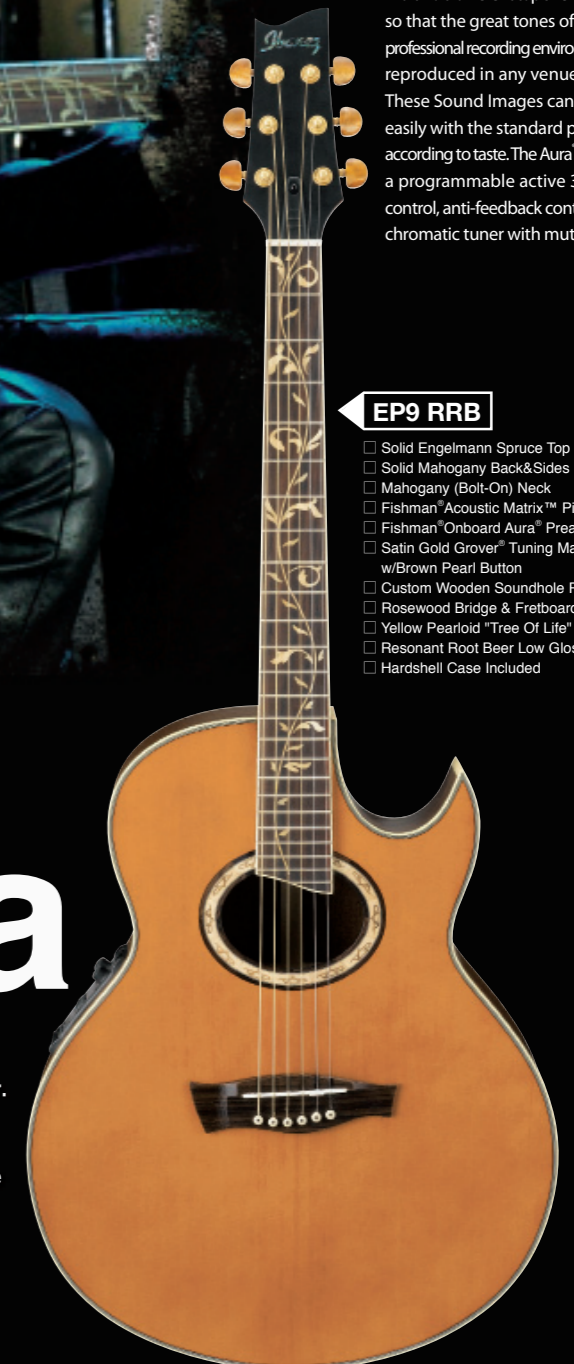 Ibanez
so that the great tones of
professional recording enviro
reproduced in any venue
These Sound Images can
easily with the standard p
according to taste. The Aura®
a programmable active 3
control, anti-feedback cont
chromatic tuner with mut
EP9 RRB
□ Solid Engelmann Spruce Top
□ Solid Mahogany Back&Sides
□ Mahogany (Bolt-On) Neck
□ Fishman®Acoustic Matrix™ Pi
□ Fishman®Onboard Aura® Prea
□ Satin Gold Grover® Tuning Ma
w/Brown Pearl Button
□ Custom Wooden Soundhole R
□ Rosewood Bridge & Fretboard
□ Yellow Pearloid "Tree Of Life"
□ Resonant Root Beer Low Glos
□ Hardshell Case Included
a